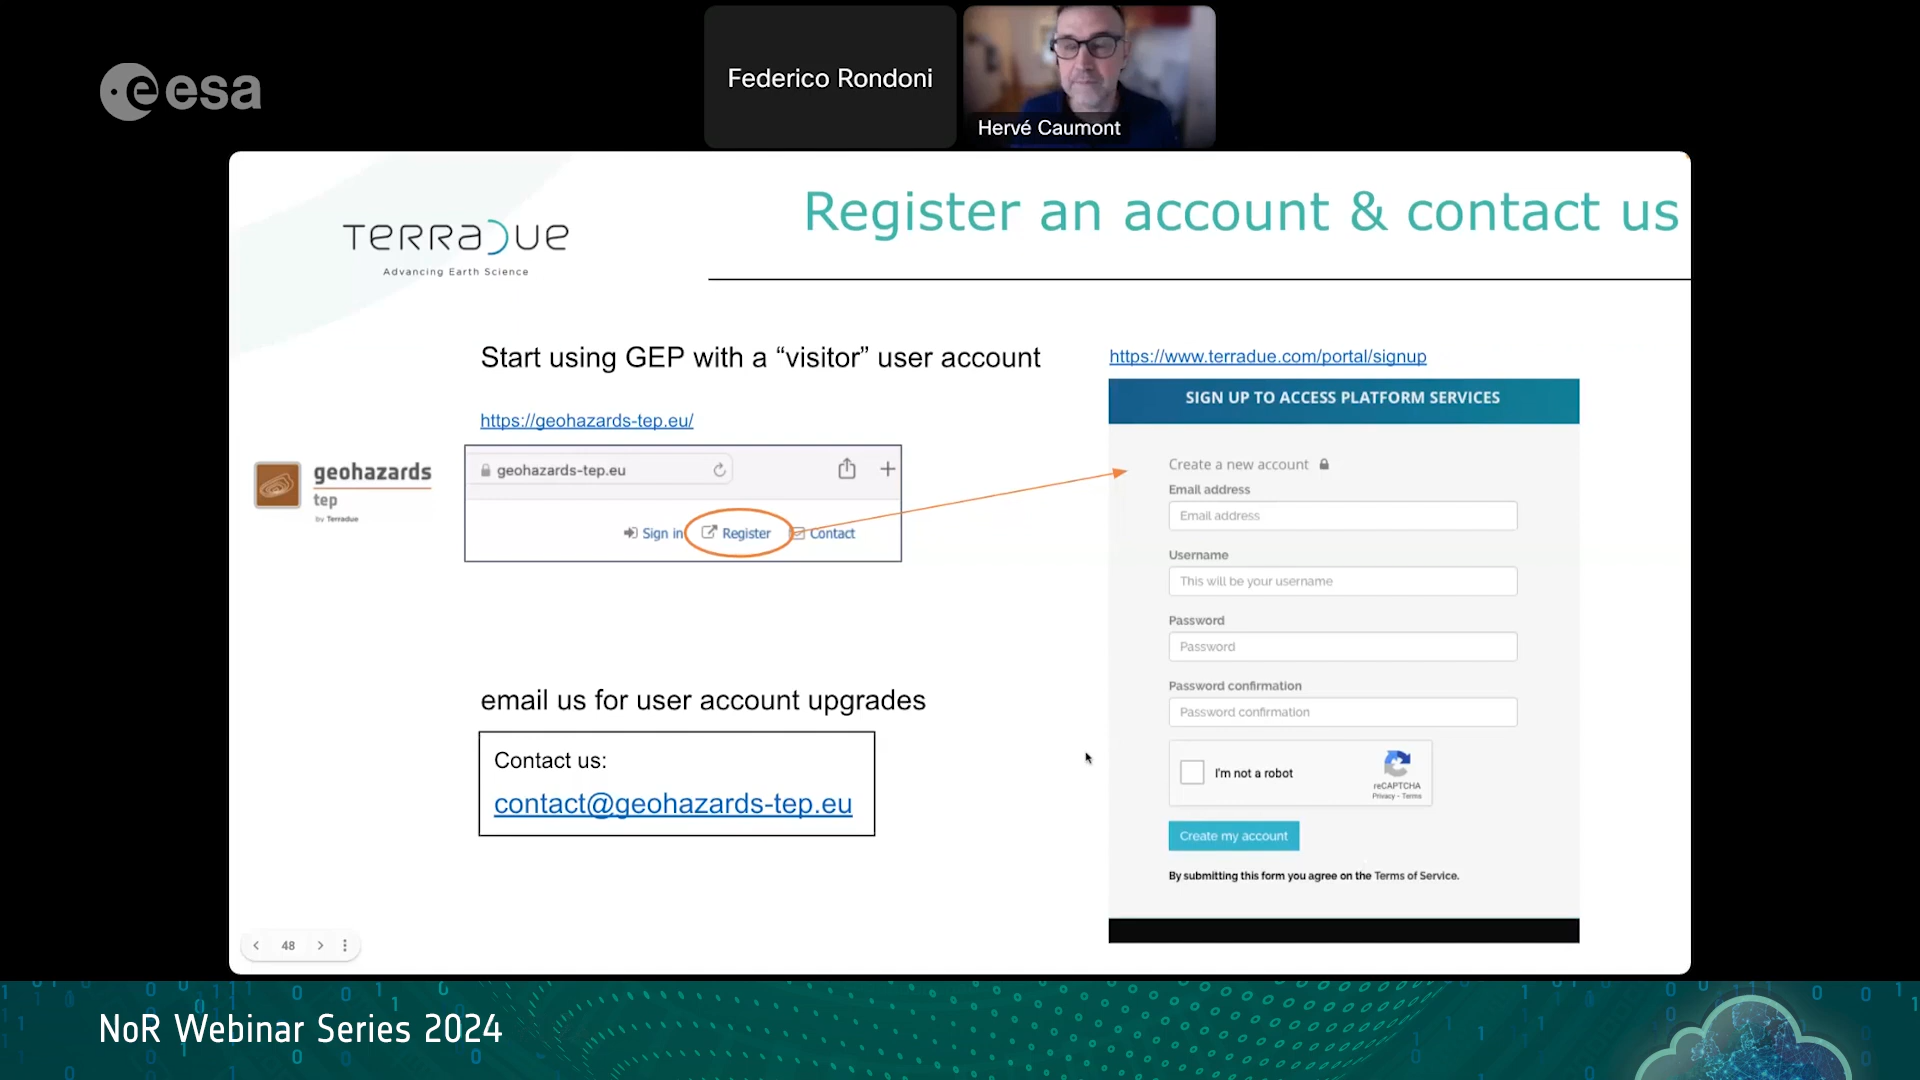 esa
Federico Rondoni
Hervé Caumont
TERRADUE
Advancing Earth Science
Register an account & contact us
Start using GEP with a “visitor” user account
https://geohazards-tep.eu/
geohazards
tep
by Terradue
geohazards-tep.eu
Sign in
Register
Contact
email us for user account upgrades
Contact us:
contact@geohazards-tep.eu
https://www.terradue.com/portal/signup
SIGN UP TO ACCESS PLATFORM SERVICES
Create a new account
Email address
Email address
Username
This will be your username
Password
Password
Password confirmation
Password confirmation
I'm not a robot
reCAPTCHA
Privacy - Terms
Create my account
By submitting this form you agree on the Terms of Service.
48
NoR Webinar Series 2024